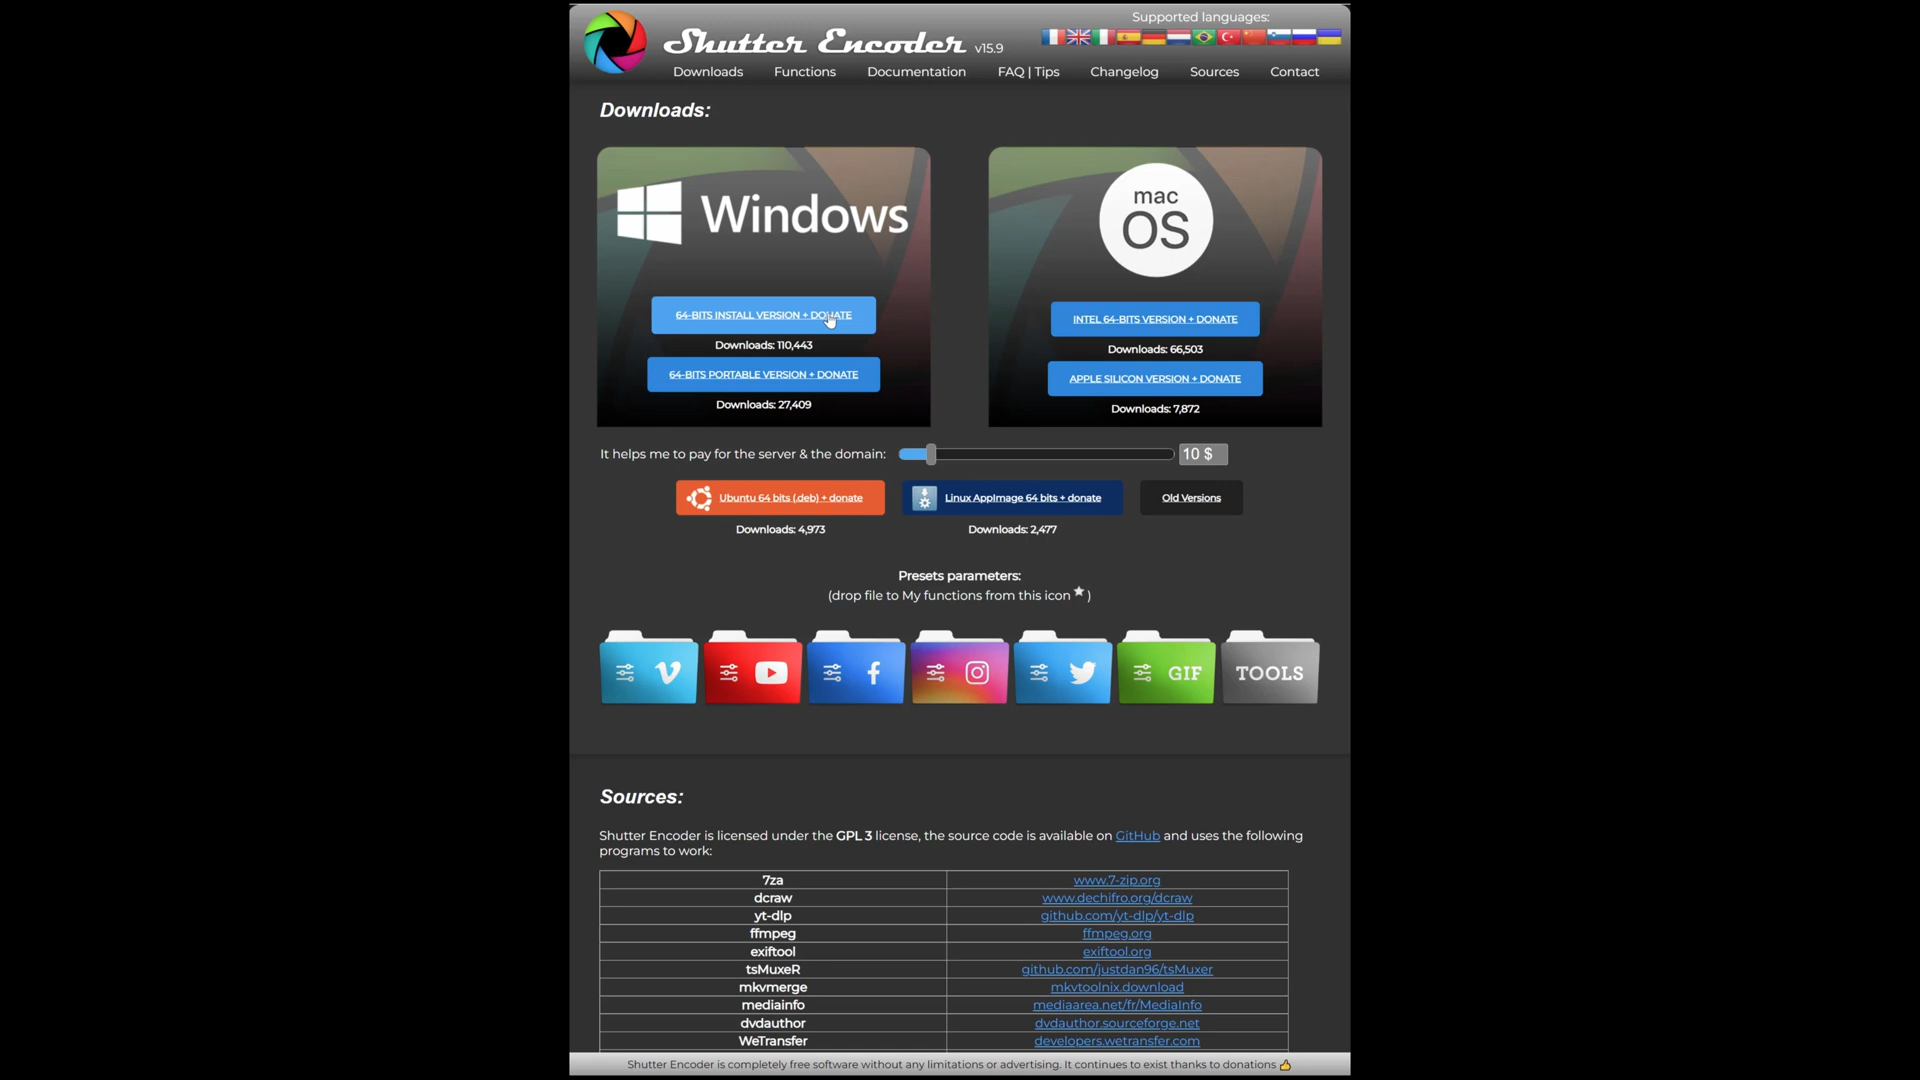 Supported languages:
Shutter Encoder v15.9
Downloads Functions Documentation FAQ | Tips Changelog Sources Contact
Downloads:
Windows
64-BITS INSTALL VERSION + DONATE
Downloads: 110,443
64-BITS PORTABLE VERSION + DONATE
Downloads: 27,409
mac
OS
INTEL 64-BITS VERSION + DONATE
Downloads: 66,503
APPLE SILICON VERSION + DONATE
Downloads: 7,872
It helps me to pay for the server & the domain: 10 $
Ubuntu 64 bits (.deb) + donate
Downloads: 4,973
Linux AppImage 64 bits + donate
Downloads: 2,477
Old Versions
Presets parameters:
(drop file to My functions from this icon ★ )
GIF
TOOLS
Sources:
Shutter Encoder is licensed under the GPL 3 license, the source code is available on GitHub and uses the following
programs to work:
7za www.7-zip.org
dcraw www.dechifro.org/dcraw
yt-dlp github.com/yt-dlp/yt-dlp
ffmpeg ffmpeg.org
exiftool exiftool.org
tsMuxeR github.com/justdan96/tsMuxer
mkvmerge mkvtoolnix.download
mediainfo mediaarea.net/fr/MediaInfo
dvdauthor dvdauthor.sourceforge.net
WeTransfer developers.wetransfer.com
Shutter Encoder is completely free software without any limitations or advertising. It continues to exist thanks to donations 👍